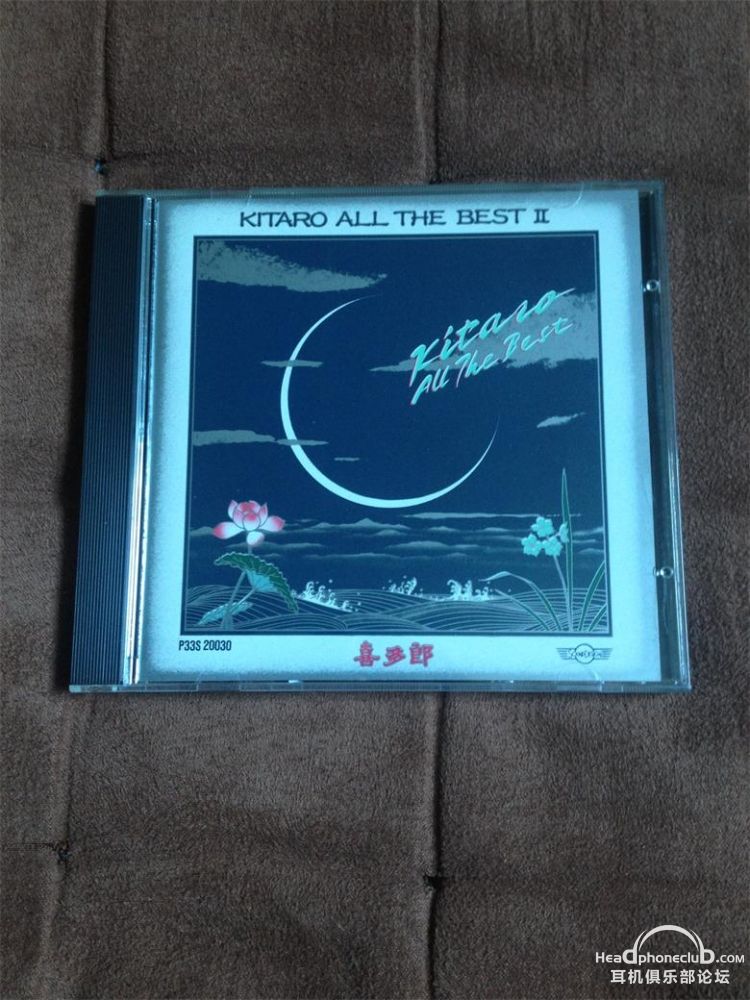 KITARO ALL THE BEST II
Kitaro
All The Best
P33S 20030
喜多郎
HeadphoneclubD.com
耳机俱乐部论坛